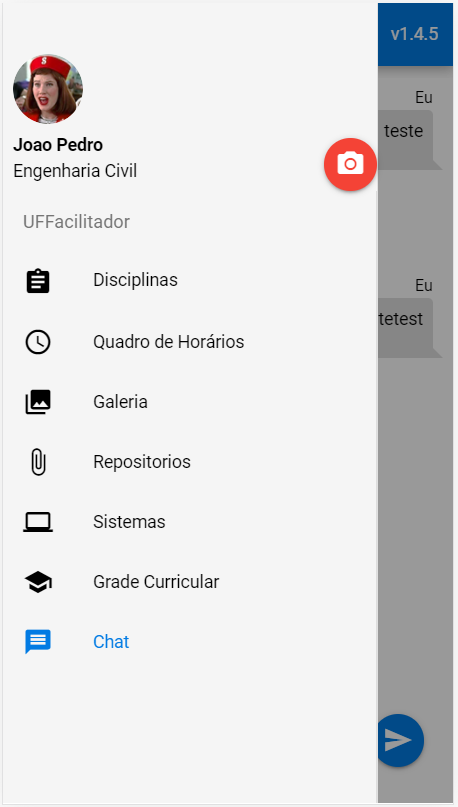 v1.4.5
Eu
teste
Joao Pedro
Engenharia Civil
UFFacilitador
Disciplinas
Eu
tetest
Quadro de Horários
Galeria
Repositorios
Sistemas
Grade Curricular
Chat